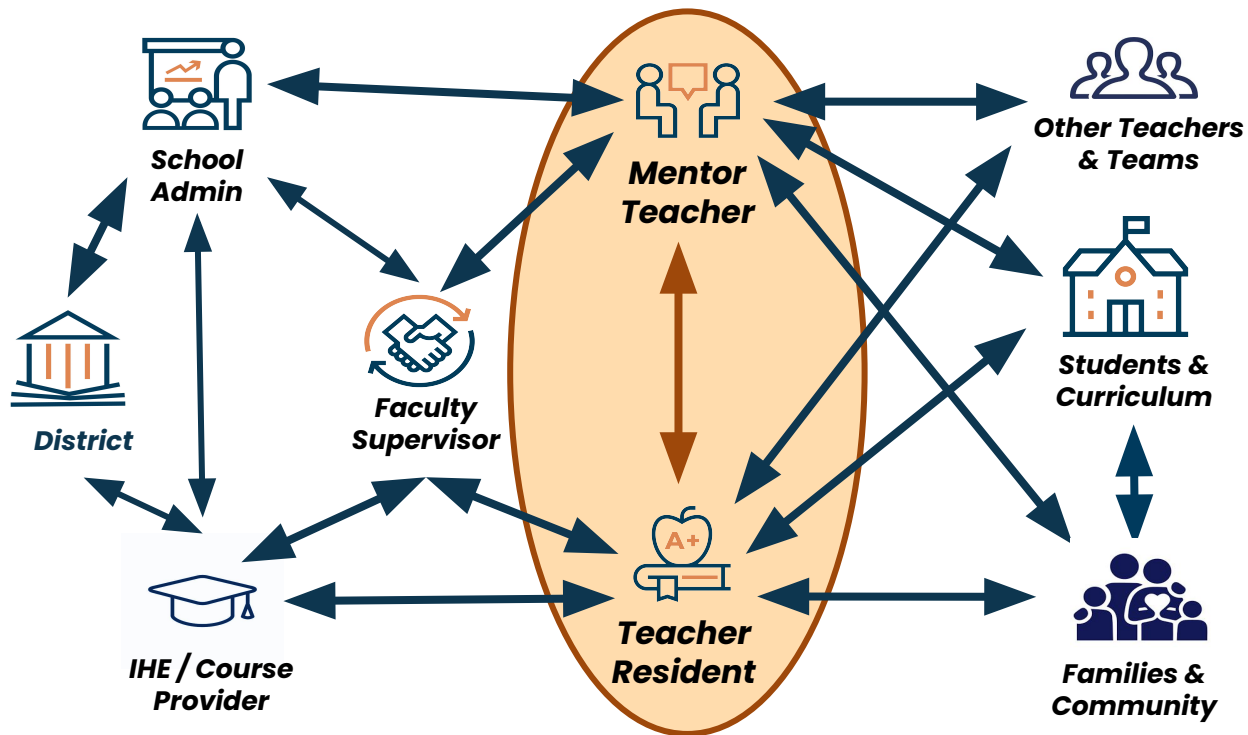 School
Admin
Mentor
Teacher
Other Teachers
& Teams
District
Faculty
Supervisor
Students &
Curriculum
A+
IHE / Course
Provider
Teacher
Resident
Families &
Community